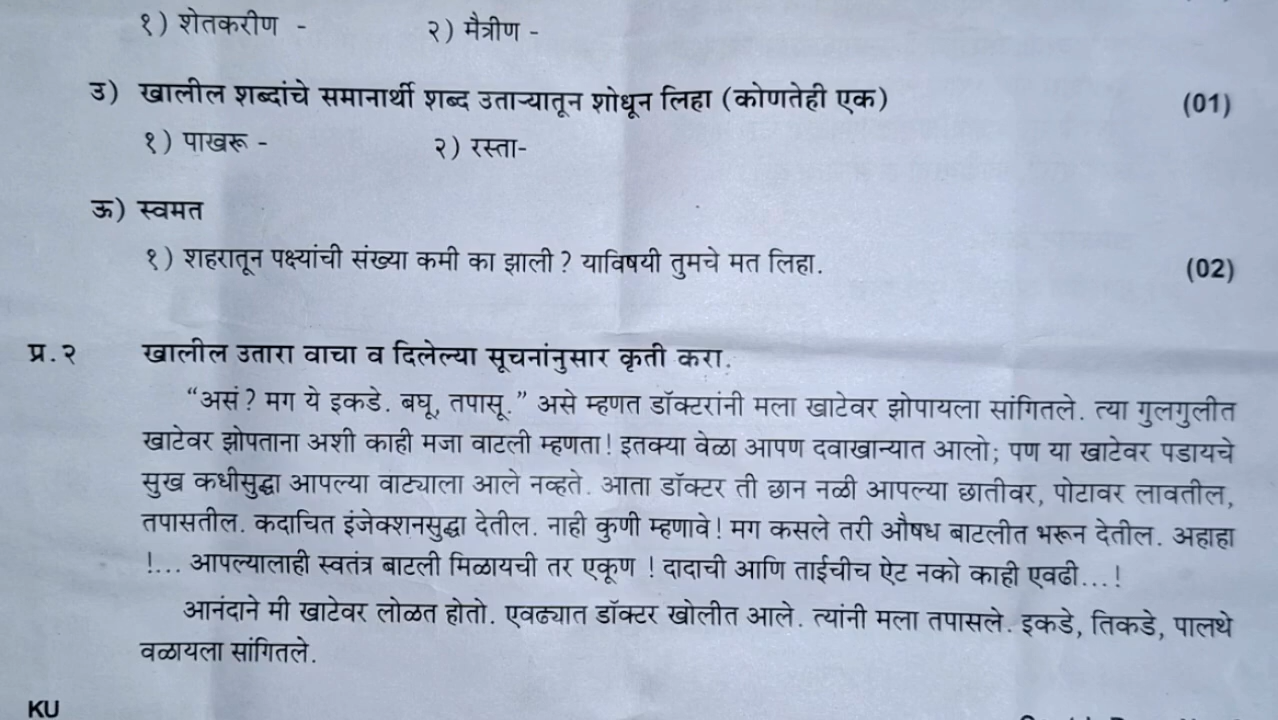 १) शेतकरीण - २) मैत्रीण -
उ) खालील शब्दांचे समानार्थी शब्द उताऱ्यातून शोधून लिहा (कोणतेही एक) (01)
१) पाखरू - २) रस्ता-
ऊ) स्वमत
१) शहरातून पक्ष्यांची संख्या कमी का झाली ? याविषयी तुमचे मत लिहा. (02)
प्र.२ खालील उतारा वाचा व दिलेल्या सूचनांनुसार कृती करा.
“असं? मग ये इकडे. बघू, तपासू.” असे म्हणत डॉक्टरांनी मला खाटेवर झोपायला सांगितले. त्या गुलगुलीत
खाटेवर झोपताना अशी काही मजा वाटली म्हणता! इतक्या वेळा आपण दवाखान्यात आलो; पण या खाटेवर पडायचे
सुख कधीसुद्धा आपल्या वाट्याला आले नव्हते. आता डॉक्टर ती छान नळी आपल्या छातीवर, पोटावर लावतील,
तपासतील. कदाचित इंजेक्शनसुद्धा देतील. नाही कुणी म्हणावे! मग कसले तरी औषध बाटलीत भरून देतील. अहाहा
!... आपल्यालाही स्वतंत्र बाटली मिळायची तर एकूण ! दादाची आणि ताईचीच ऐट नको काही एवढी...!
आनंदाने मी खाटेवर लोळत होतो. एवढ्यात डॉक्टर खोलीत आले. त्यांनी मला तपासले. इकडे, तिकडे, पालथे
वळायला सांगितले.
KU